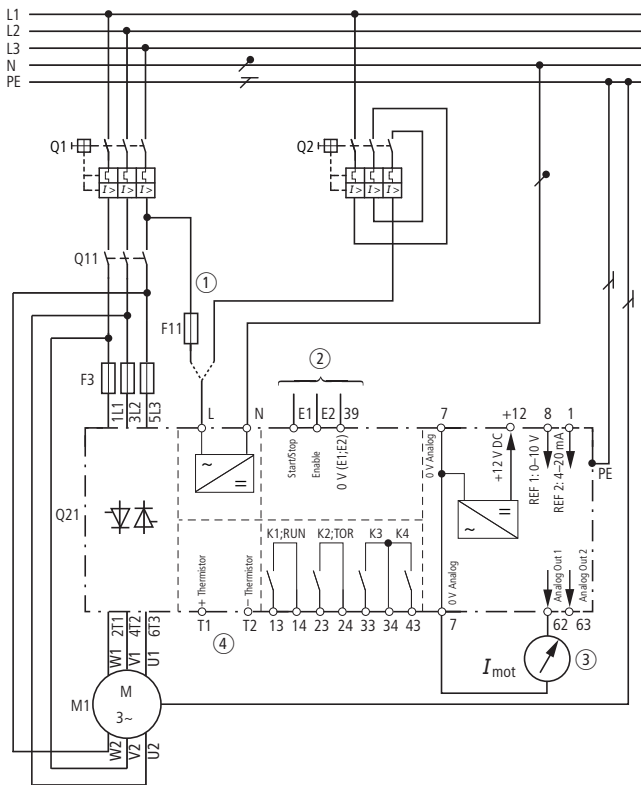 L1
L2
L3
N
PE
Q1
I > I > I >
Q2
I > I > I >
Q11
①
F11
②
F3
1L1
3L2
5L3
L
N
E1
E2
39
7
+12
8
1
Start/Stop
Enable
0 V (E1;E2)
0 V Analog
+12 V DC
REF 1: 0–10 V
REF 2: 4–20 mA
PE
~
=
~
=
Q21
K1;RUN
K2;TOR
K3
K4
+ Thermistor
– Thermistor
0 V Analog
Analog Out 1
Analog Out 2
T1
④
T2
13
14
23
24
33
34
43
7
62
63
2T1
4T2
6T3
W1
V1
U1
M1
M
3~
I mot
③
W2
V2
U2